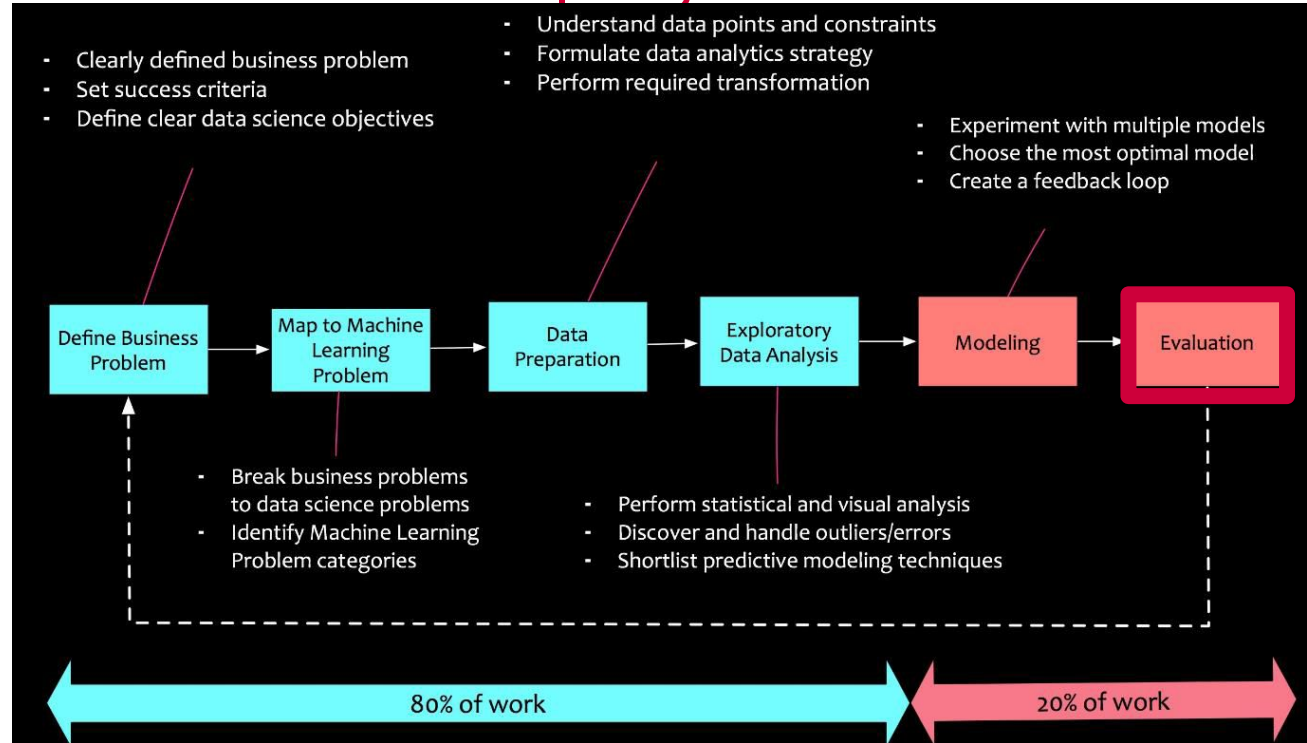 - Clearly defined business problem
- Set success criteria
- Define clear data science objectives
- Understand data points and constraints
- Formulate data analytics strategy
- Perform required transformation
- Experiment with multiple models
- Choose the most optimal model
- Create a feedback loop
Define Business
Problem
Map to Machine
Learning
Problem
Data
Preparation
Exploratory
Data Analysis
Modeling
Evaluation
- Break business problems
to data science problems
- Identify Machine Learning
Problem categories
- Perform statistical and visual analysis
- Discover and handle outliers/errors
- Shortlist predictive modeling techniques
80% of work
20% of work